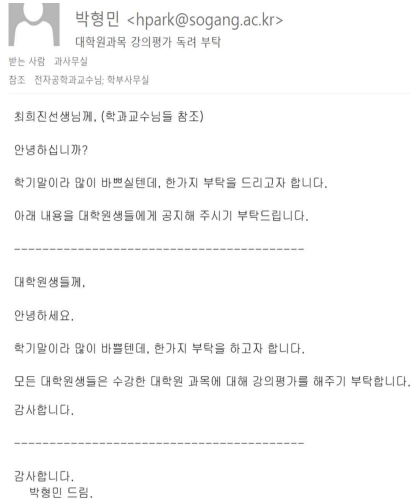 박형민 <hpark@sogang.ac.kr>
대학원과목 강의평가 독려 부탁
받는 사람 과사무실
참조 전자공학과교수님; 학부사무실
최희진선생님께, (학과교수님들 참조)
안녕하십니까?
학기말이라 많이 바쁘실텐데, 한가지 부탁을 드리고자 합니다.
아래 내용을 대학원생들에게 공지해 주시기 부탁드립니다.
-----------------------------------------
대학원생들께,
안녕하세요.
학기말이라 많이 바쁠텐데, 한가지 부탁을 하고자 합니다.
모든 대학원생들은 수강한 대학원 과목에 대해 강의평가를 해주기 부탁합니다.
감사합니다.
-----------------------------------------
감사합니다.
박형민 드림.